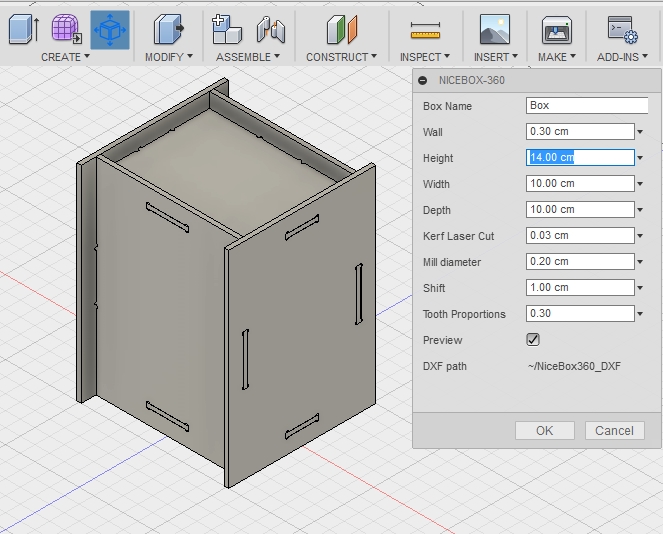 CREATE ▾ MODIFY ▾ ASSEMBLE ▾ CONSTRUCT ▾ INSPECT ▾ INSERT ▾ MAKE ▾ ADD-INS ▾
NICEBOX-360
Box Name Box
Wall 0.30 cm
Height 14.00 cm
Width 10.00 cm
Depth 10.00 cm
Kerf Laser Cut 0.03 cm
Mill diameter 0.20 cm
Shift 1.00 cm
Tooth Proportions 0.30
Preview
DXF path ~/NiceBox360_DXF
OK Cancel